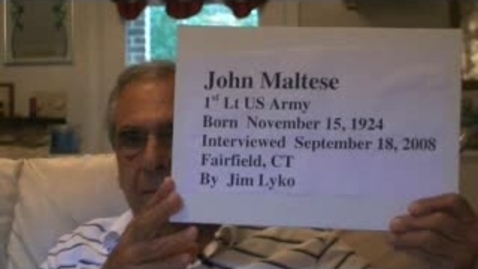 John Maltese
1st Lt US Army
Born November 15, 1924
Interviewed September 18, 2008
Fairfield, CT
By Jim Lyko